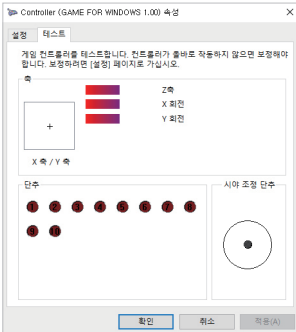 Controller (GAME FOR WINDOWS 1.00) 속성
설정 테스트
게임 컨트롤러를 테스트합니다. 컨트롤러가 올바로 작동하지 않으면 보정해야
합니다. 보정하려면 [설정] 페이지로 가십시오.
축
Z축
X 회전
Y 회전
X 축 / Y 축
단추
시야 조정 단추
1 2 3 4 5 6 7 8
9 10
확인 취소 적용(A)